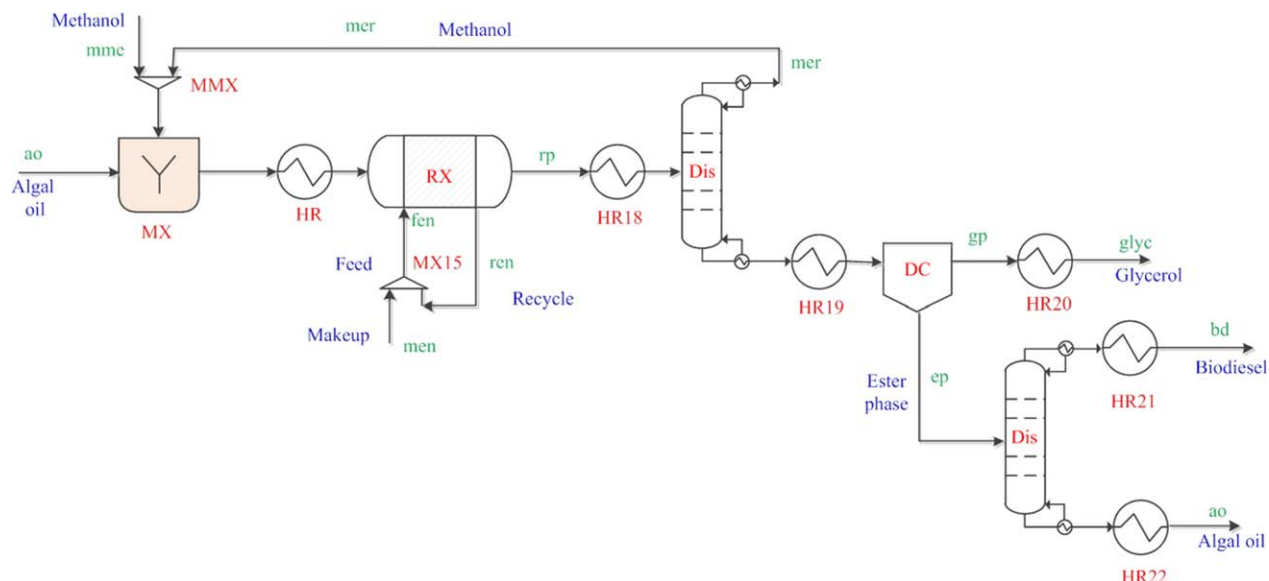 Methanol
mme
mer
Methanol
mer
MMX
ao
Algal
oil
MX
HR
RX
rp
HR18
Dis
fen
Feed
MX15
ren
Recycle
Makeup
men
HR19
DC
gp
HR20
glyc
Glycerol
Ester
phase
ep
Dis
HR21
bd
Biodiesel
HR22
ao
Algal oil